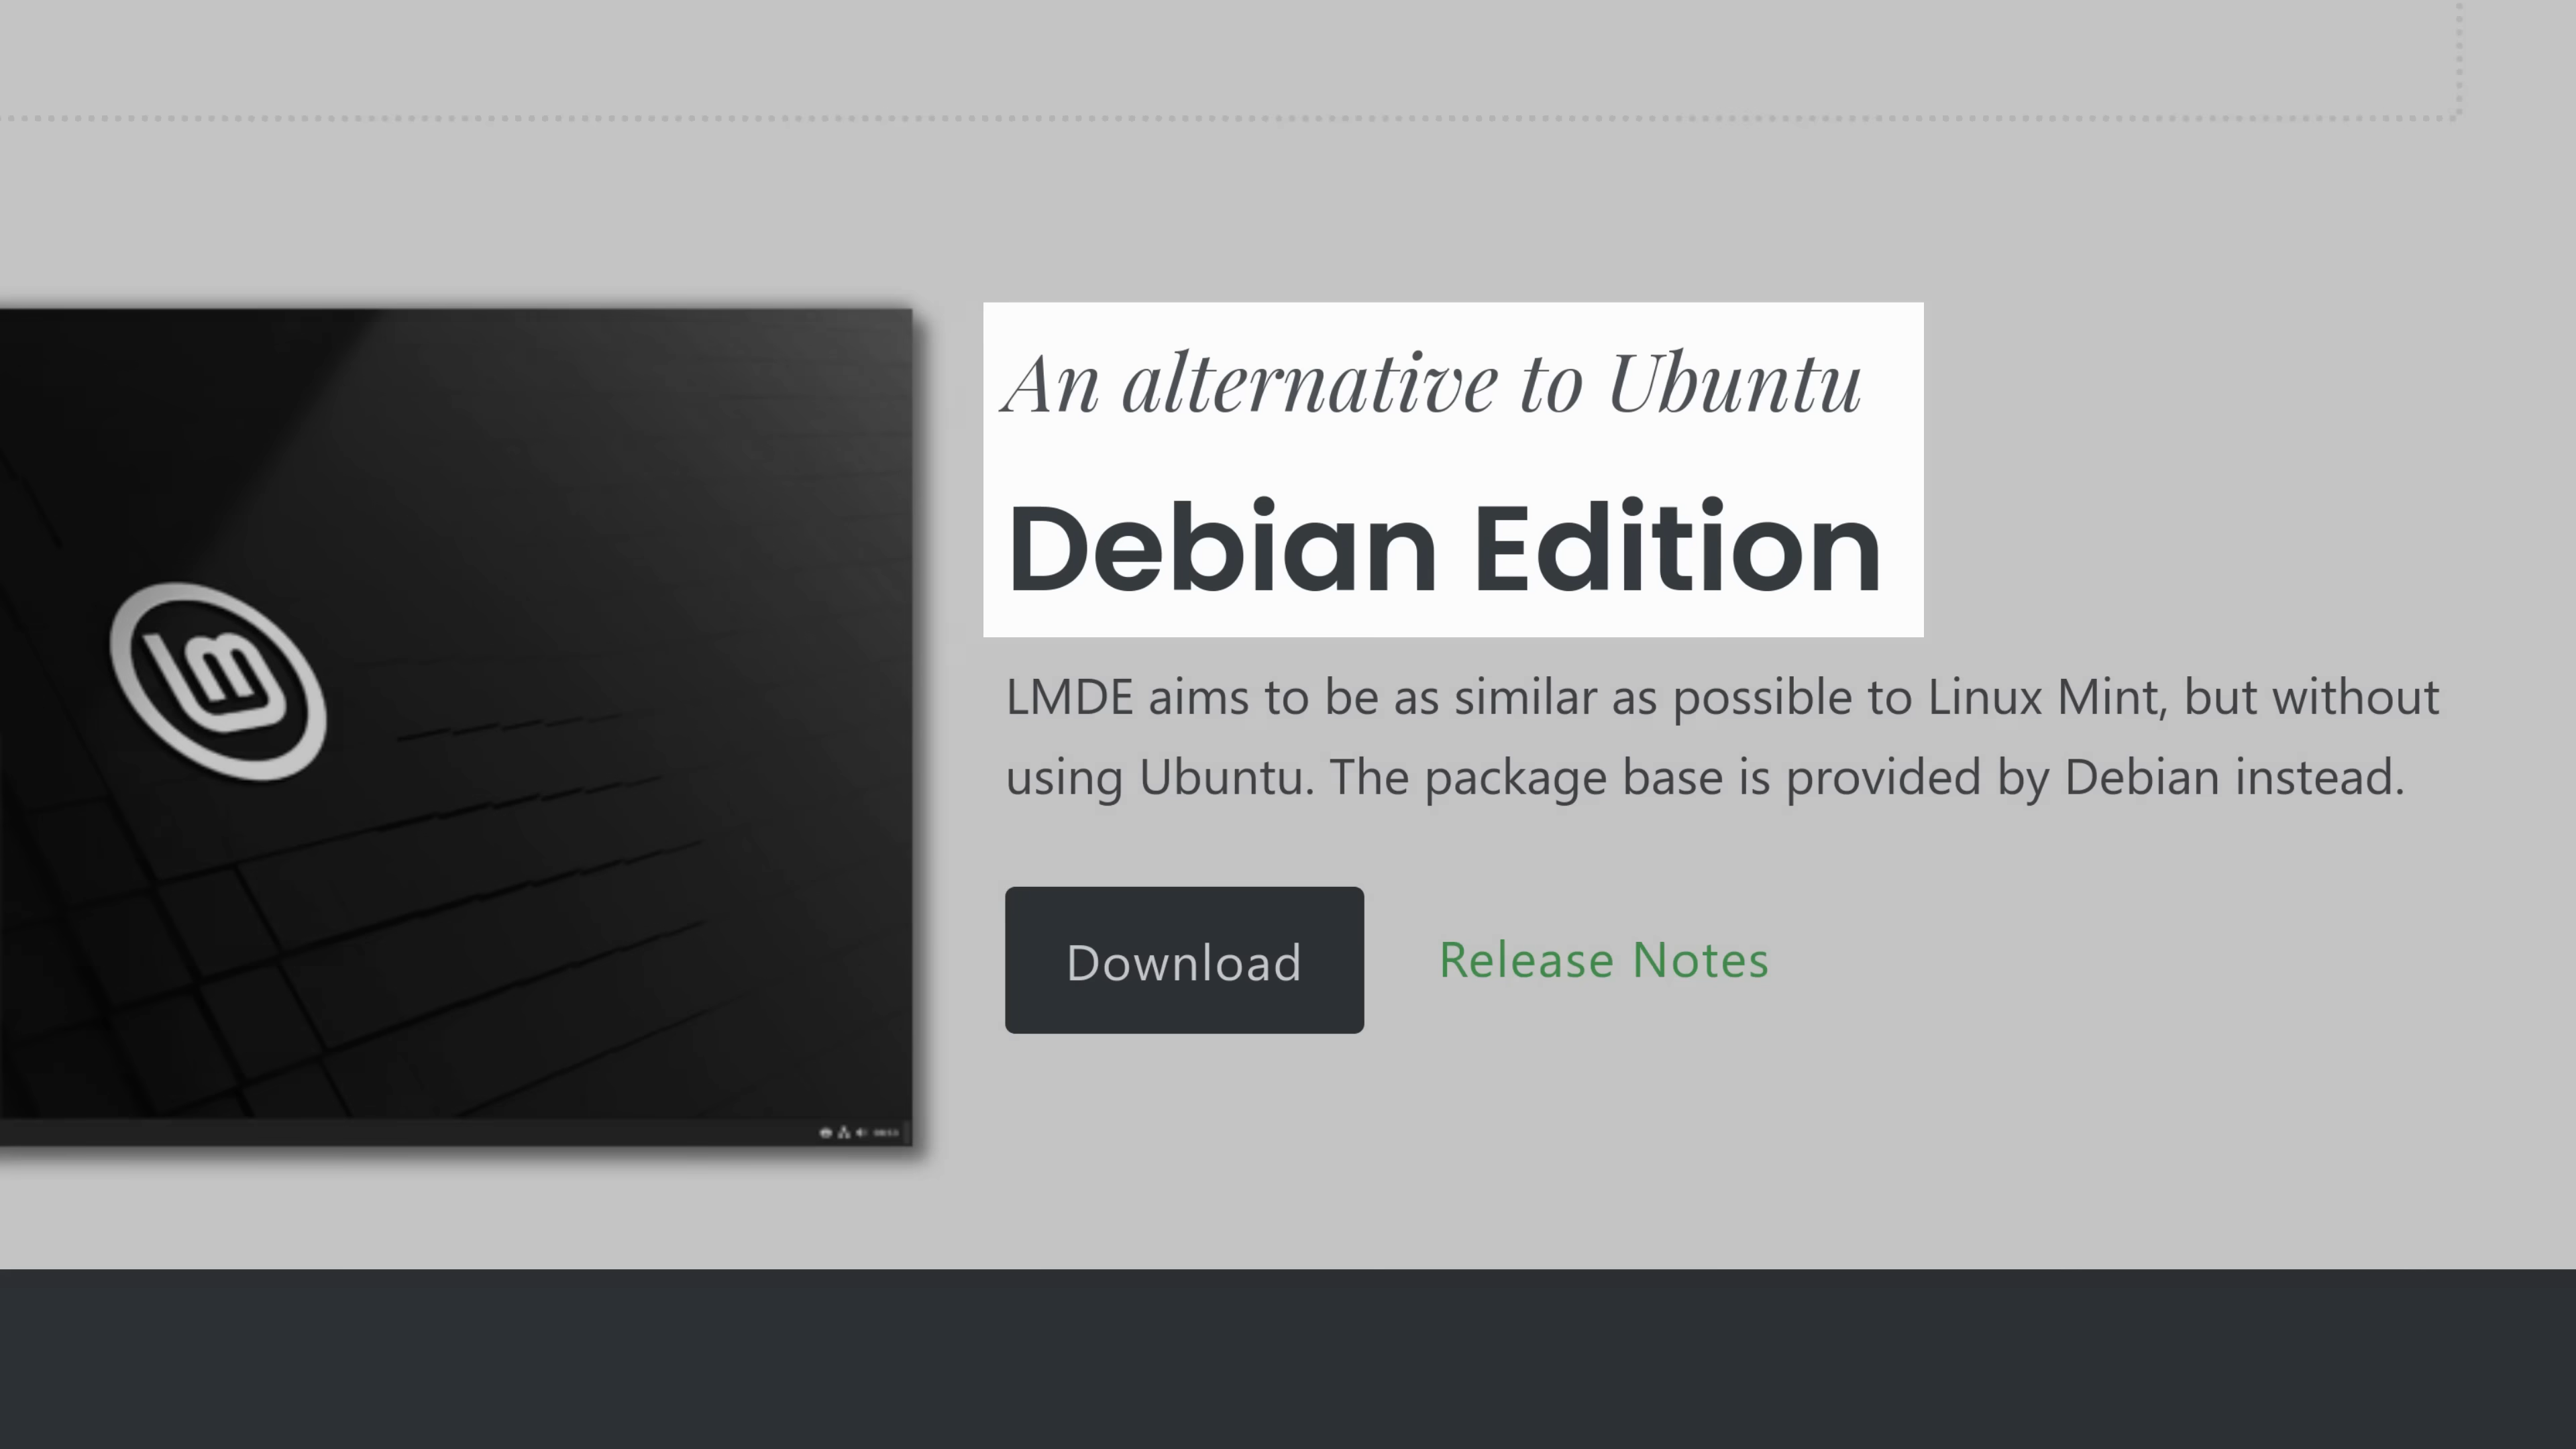 An alternative to Ubuntu
Debian Edition
LMDE aims to be as similar as possible to Linux Mint, but without
using Ubuntu. The package base is provided by Debian instead.
Download
Release Notes
lm